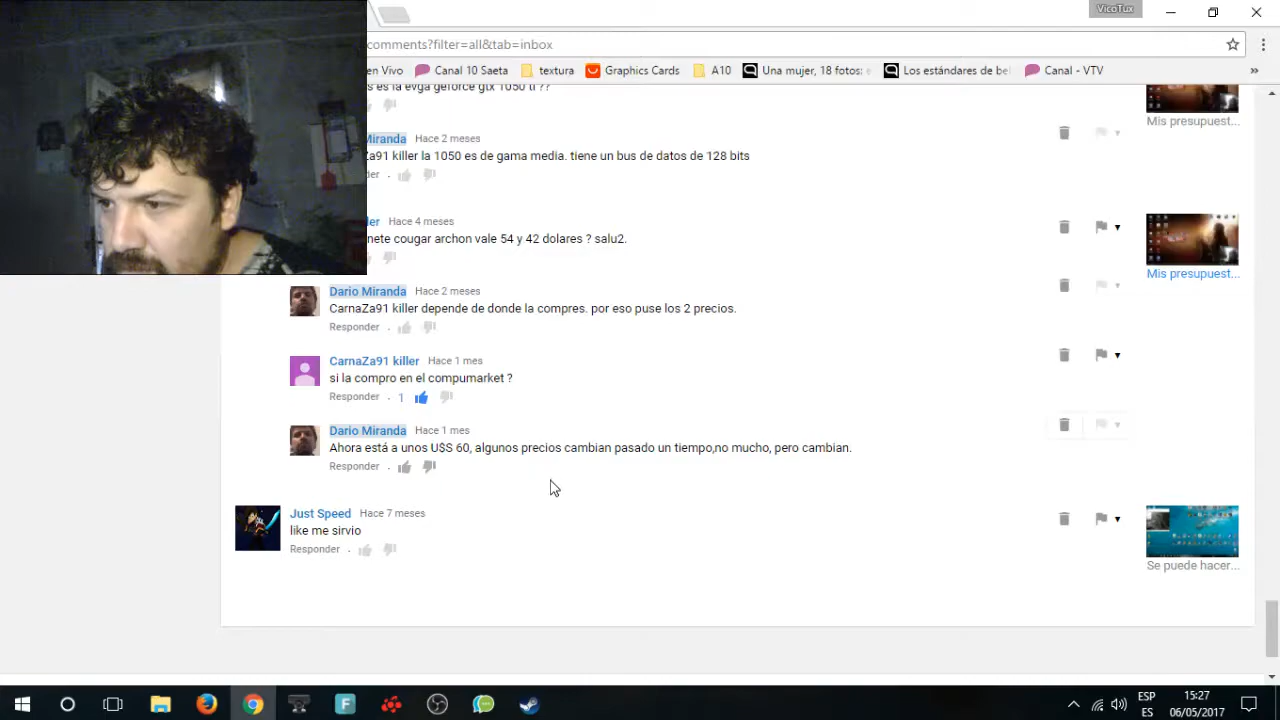 VicoTux
comments?filter=all&tab=inbox
en Vivo Canal 10 Saeta textura Graphics Cards A10 Una mujer, 18 fotos: Los estándares de bel Canal - VTV »
s es la evga geforce gtx 1050 ti ??
Mis presupuest...
Miranda Hace 2 meses
Za91 killer la 1050 es de gama media. tiene un bus de datos de 128 bits
der
ler Hace 4 meses
nete cougar archon vale 54 y 42 dolares ? salu2.
Mis presupuest...
Dario Miranda Hace 2 meses
CarnaZa91 killer depende de donde la compres. por eso puse los 2 precios.
Responder .
CarnaZa91 killer Hace 1 mes
si la compro en el compumarket ?
Responder . 1
Dario Miranda Hace 1 mes
Ahora está a unos U$S 60, algunos precios cambian pasado un tiempo,no mucho, pero cambian.
Responder .
Just Speed Hace 7 meses
like me sirvio
Responder .
Se puede hacer...
ESP 15:27
ES 06/05/2017